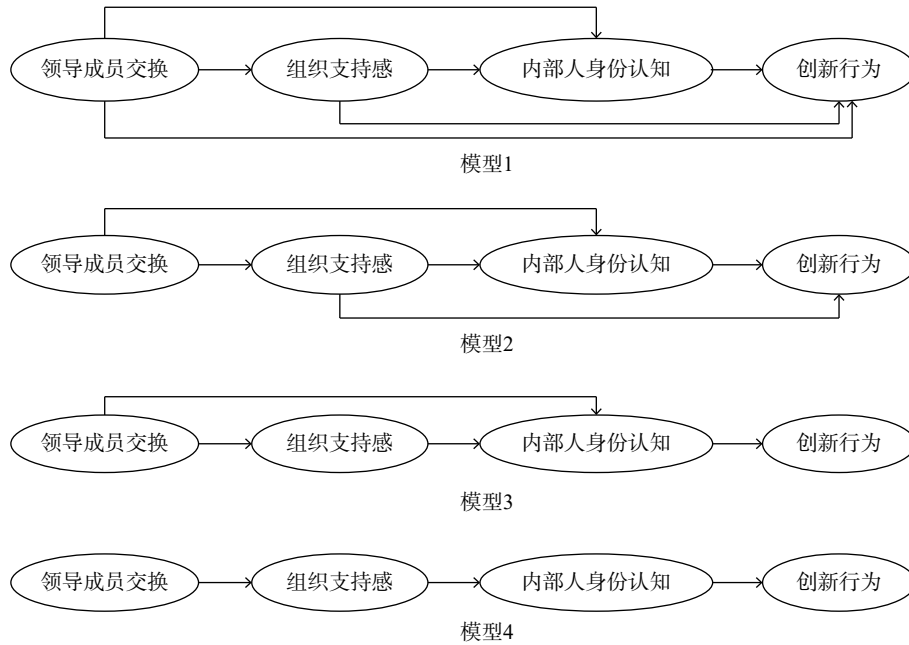 领导成员交换 组织支持感 内部人身份认知 创新行为
模型1
领导成员交换 组织支持感 内部人身份认知 创新行为
模型2
领导成员交换 组织支持感 内部人身份认知 创新行为
模型3
领导成员交换 组织支持感 内部人身份认知 创新行为
模型4